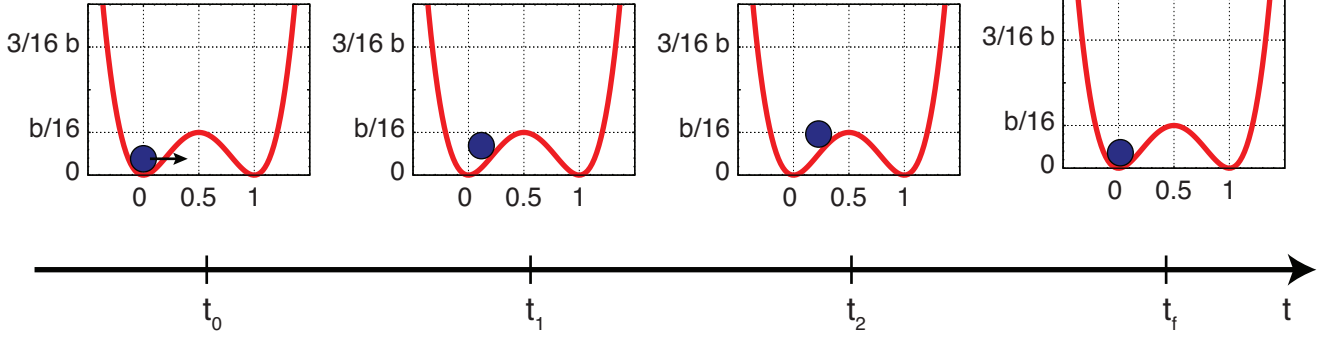 3/16 b 3/16 b 3/16 b 3/16 b
b/16 b/16 b/16 b/16
0 0 0 0
0 0.5 1 0 0.5 1 0 0.5 1 0 0.5 1
t₀ t₁ t₂ t_f t